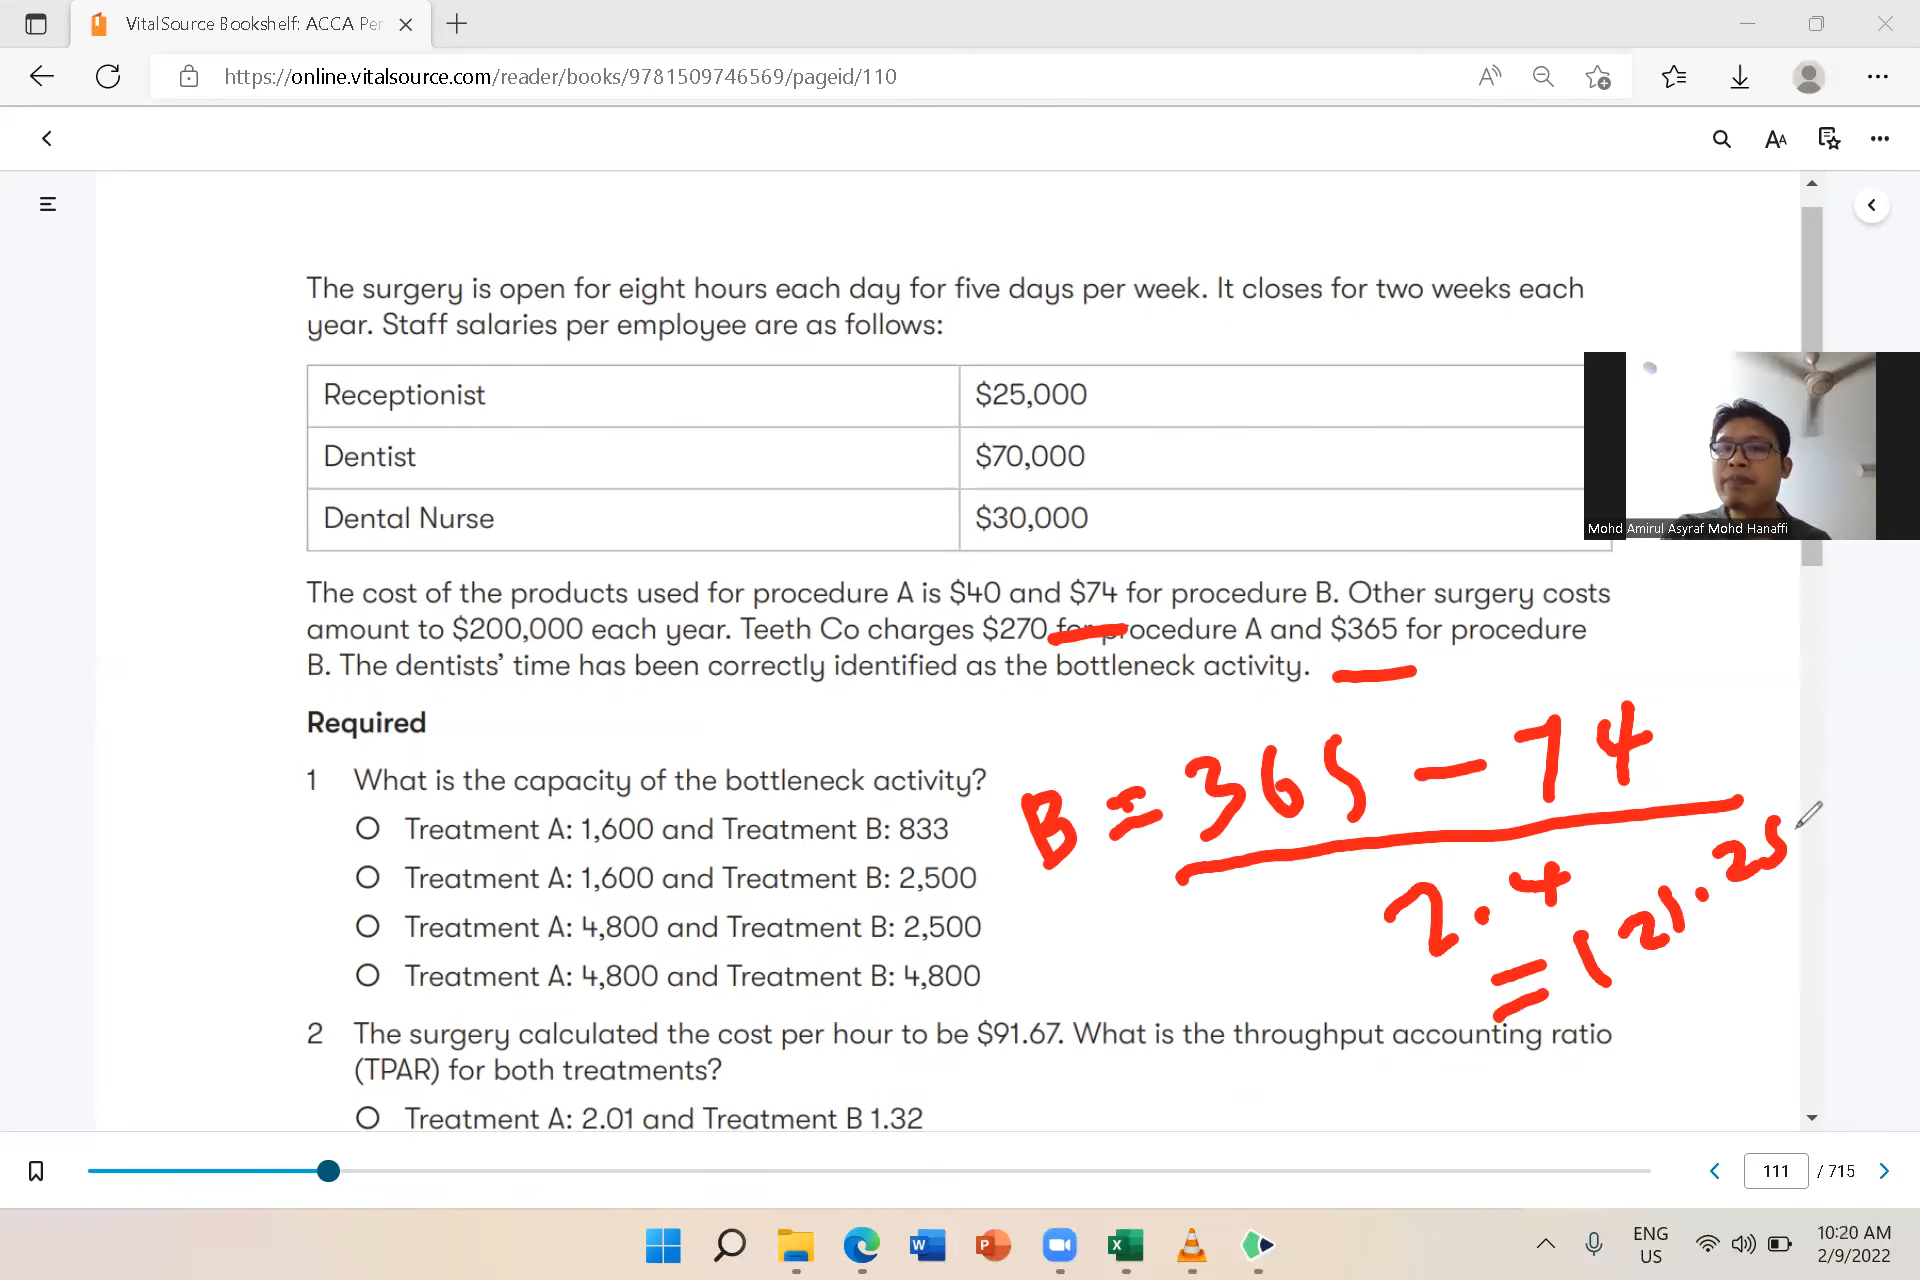 VitalSource Bookshelf: ACCA Per
https://online.vitalsource.com/reader/books/9781509746569/pageid/110
The surgery is open for eight hours each day for five days per week. It closes for two weeks each
year. Staff salaries per employee are as follows:
Receptionist $25,000
Dentist $70,000
Dental Nurse $30,000
Mohd Amirul Asyraf Mohd Hanaffi
The cost of the products used for procedure A is $40 and $74 for procedure B. Other surgery costs
amount to $200,000 each year. Teeth Co charges $270 for procedure A and $365 for procedure
B. The dentists' time has been correctly identified as the bottleneck activity.
Required
1 What is the capacity of the bottleneck activity?
Treatment A: 1,600 and Treatment B: 833
Treatment A: 1,600 and Treatment B: 2,500
Treatment A: 4,800 and Treatment B: 2,500
Treatment A: 4,800 and Treatment B: 4,800
B = 365 - 74
2.4
= 121.25
2 The surgery calculated the cost per hour to be $91.67. What is the throughput accounting ratio
(TPAR) for both treatments?
Treatment A: 2.01 and Treatment B 1.32
111 / 715
ENG
US
10:20 AM
2/9/2022